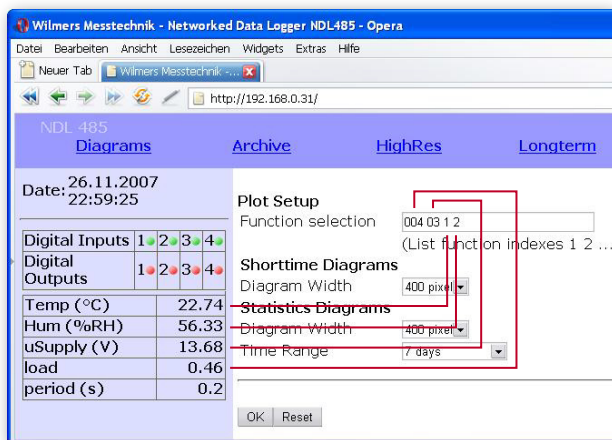 Wilmers Messtechnik - Networked Data Logger NDL485 - Opera
Datei Bearbeiten Ansicht Lesezeichen Widgets Extras Hilfe
Neuer Tab Wilmers Messtechnik -...
http://192.168.0.31/
NDL 485
Diagrams Archive HighRes Longterm
Date: 26.11.2007
22:59:25
Digital Inputs 1 2 3 4
Digital
Outputs 1 2 3 4
Temp (°C) 22.74
Hum (%RH) 56.33
uSupply (V) 13.68
load 0.46
period (s) 0.2
Plot Setup
Function selection 004 03 1 2
(List function indexes 1 2 ...
Shorttime Diagrams
Diagram Width 400 pixel
Statistics Diagrams
Diagram Width 400 pixel
Time Range 7 days
OK Reset